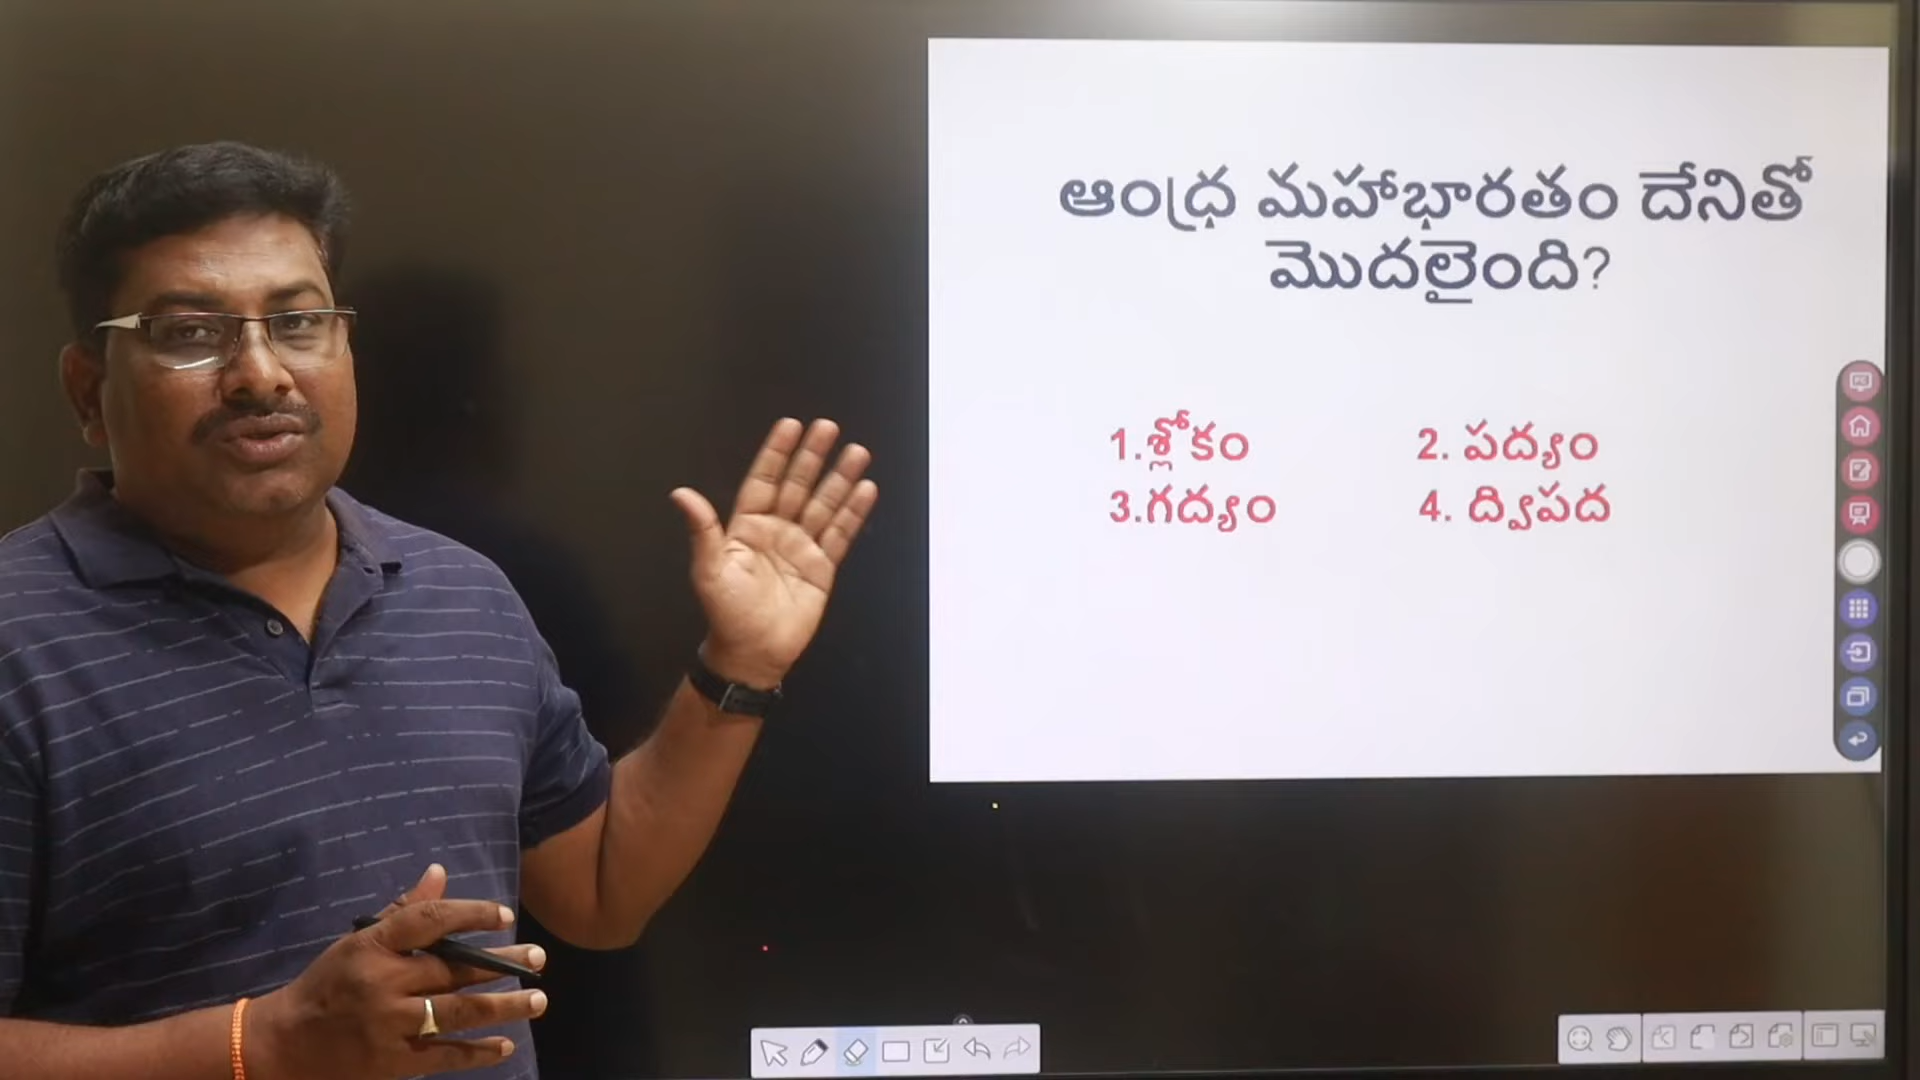 ఆంధ్ర మహాభారతం దేనితో
మొదలైంది?
1.శ్లోకం 2. పద్యం
3.గద్యం 4. ద్విపద